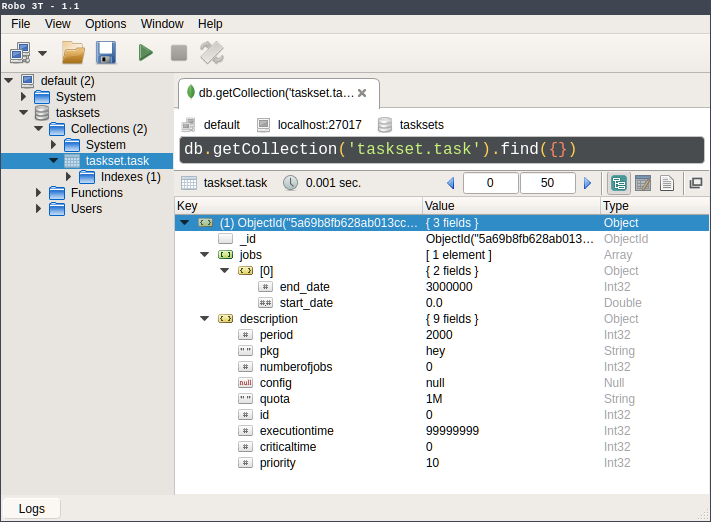 Robo 3T - 1.1
File View Options Window Help
default (2)
System
tasksets
Collections (2)
System
taskset.task
Indexes (1)
Functions
Users
db.getCollection('taskset.ta…
default localhost:27017 tasksets
db.getCollection('taskset.task').find({})
taskset.task 0.001 sec. 0 50
Key Value Type
(1) ObjectId("5a69b8fb628ab013cc… { 3 fields } Object
_id ObjectId("5a69b8fb628ab013… ObjectId
jobs [ 1 element ] Array
[0] { 2 fields } Object
# end_date 3000000 Int32
#.# start_date 0.0 Double
description { 9 fields } Object
# period 2000 Int32
" " pkg hey String
# numberofjobs 0 Int32
null config null Null
" " quota 1M String
# id 0 Int32
# executiontime 99999999 Int32
# criticaltime 0 Int32
# priority 10 Int32
Logs